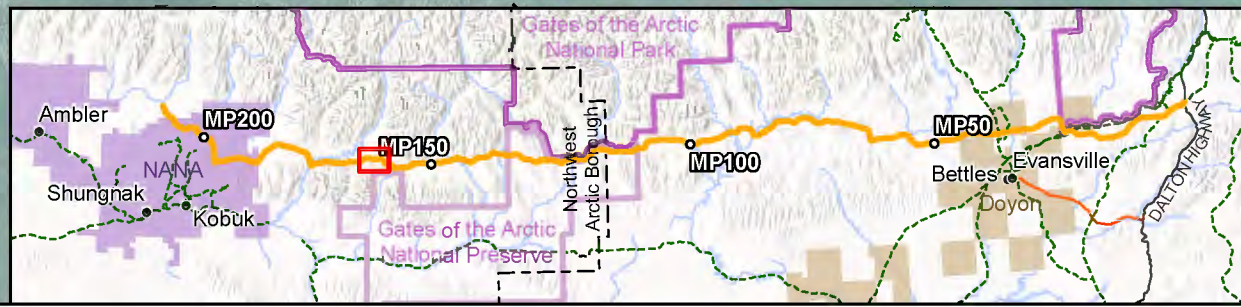 Gates of the Arctic
National Park
Ambler
MP200
MP150
MP100
MP50
NANA
Shungnak
Kobuk
Northwest
Arctic Borough
Gates of the Arctic
National Preserve
Bettles
Evansville
Doyon
DALTON HIGHWAY